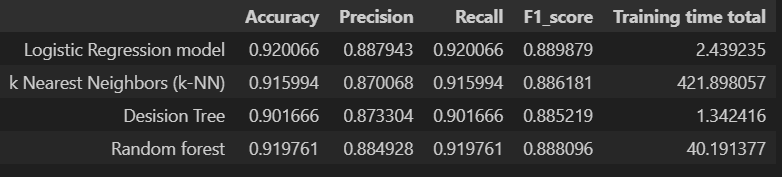 Accuracy Precision Recall F1_score Training time total
Logistic Regression model 0.920066 0.887943 0.920066 0.889879 2.439235
k Nearest Neighbors (k-NN) 0.915994 0.870068 0.915994 0.886181 421.898057
Desision Tree 0.901666 0.873304 0.901666 0.885219 1.342416
Random forest 0.919761 0.884928 0.919761 0.888096 40.191377